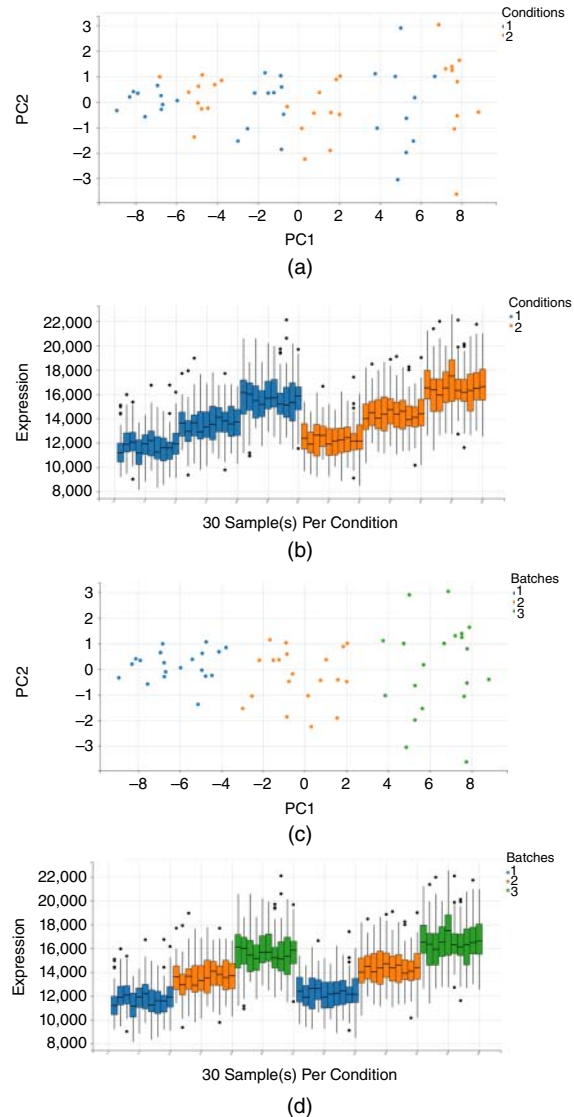 Conditions
1
2
3
2
1
0
−1
−2
−3
PC2
−8 −6 −4 −2 0 2 4 6 8
PC1
(a)
Conditions
1
2
22,000
20,000
18,000
16,000
14,000
12,000
10,000
8,000
Expression
30 Sample(s) Per Condition
(b)
Batches
1
2
3
3
2
1
0
−1
−2
−3
PC2
−8 −6 −4 −2 0 2 4 6 8
PC1
(c)
Batches
1
2
3
22,000
20,000
18,000
16,000
14,000
12,000
10,000
8,000
Expression
30 Sample(s) Per Condition
(d)